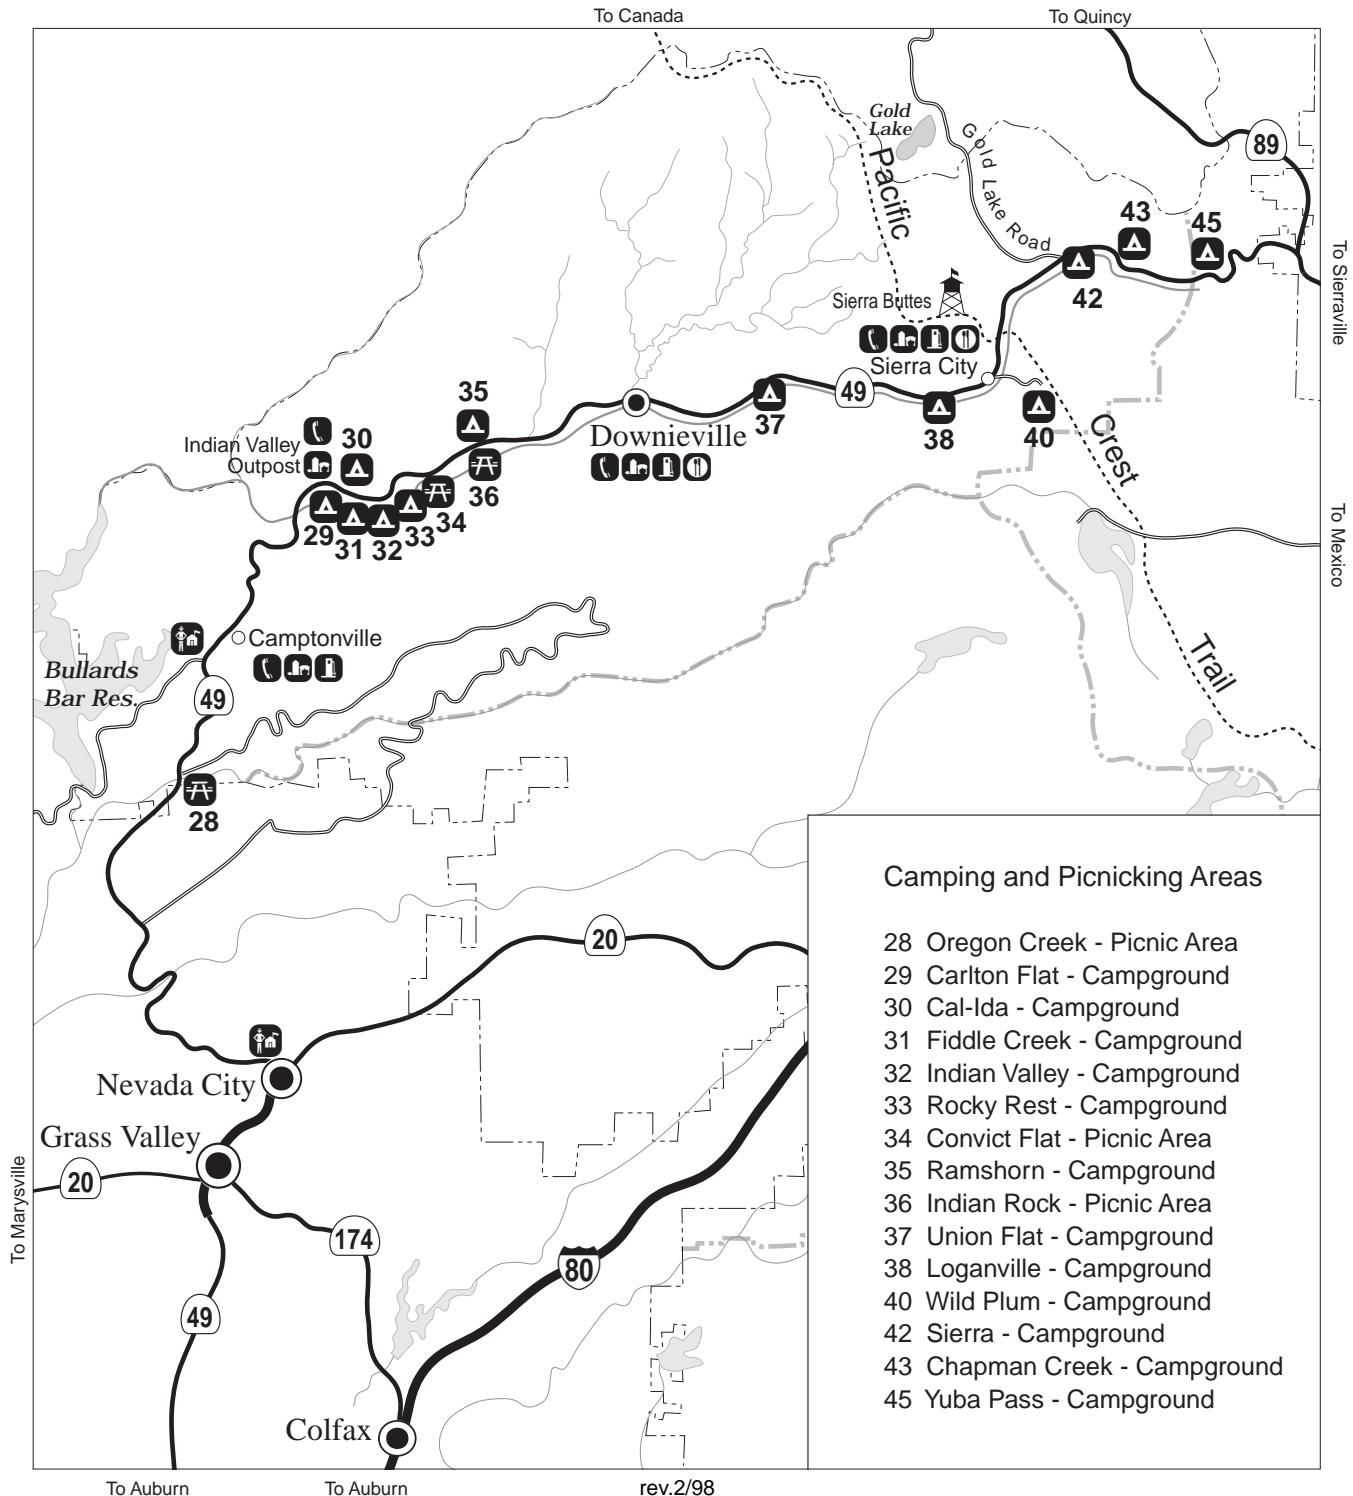 To Canada
To Quincy
Gold
Lake
Gold Lake Road
89
Pacific
43
45
To Sierraville
42
Sierra Buttes
Sierra City
49
35
37
38
40
Crest
Downieville
Indian Valley
Outpost
30
36
34
33
29
31
32
To Mexico
Camptonville
Bullards
Bar Res.
49
Trail
28
20
Nevada City
Grass Valley
20
To Marysville
174
80
49
Colfax
Camping and Picnicking Areas
28 Oregon Creek - Picnic Area
29 Carlton Flat - Campground
30 Cal-Ida - Campground
31 Fiddle Creek - Campground
32 Indian Valley - Campground
33 Rocky Rest - Campground
34 Convict Flat - Picnic Area
35 Ramshorn - Campground
36 Indian Rock - Picnic Area
37 Union Flat - Campground
38 Loganville - Campground
40 Wild Plum - Campground
42 Sierra - Campground
43 Chapman Creek - Campground
45 Yuba Pass - Campground
To Auburn
To Auburn
rev.2/98